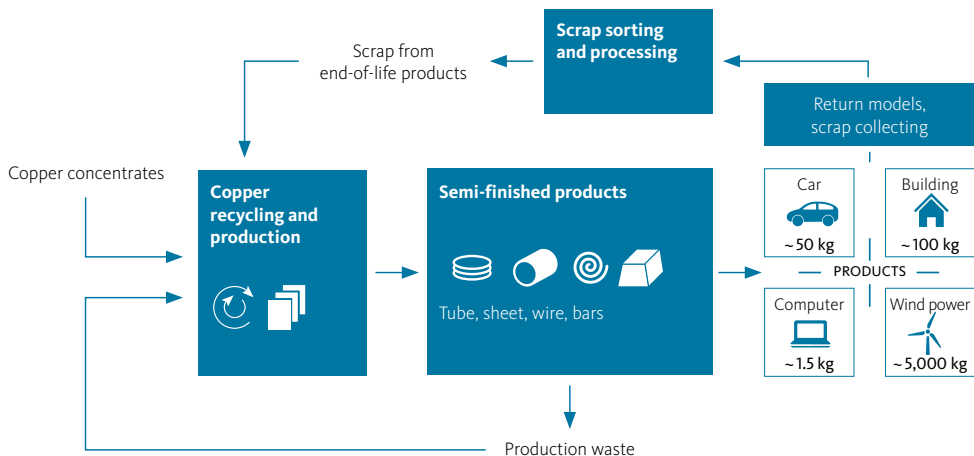 Scrap sorting
and processing
Scrap from
end-of-life products
Return models,
scrap collecting
Copper concentrates
Copper
recycling and
production
Semi-finished products
Tube, sheet, wire, bars
Car
~50 kg
Building
~100 kg
PRODUCTS
Computer
~1.5 kg
Wind power
~5,000 kg
Production waste